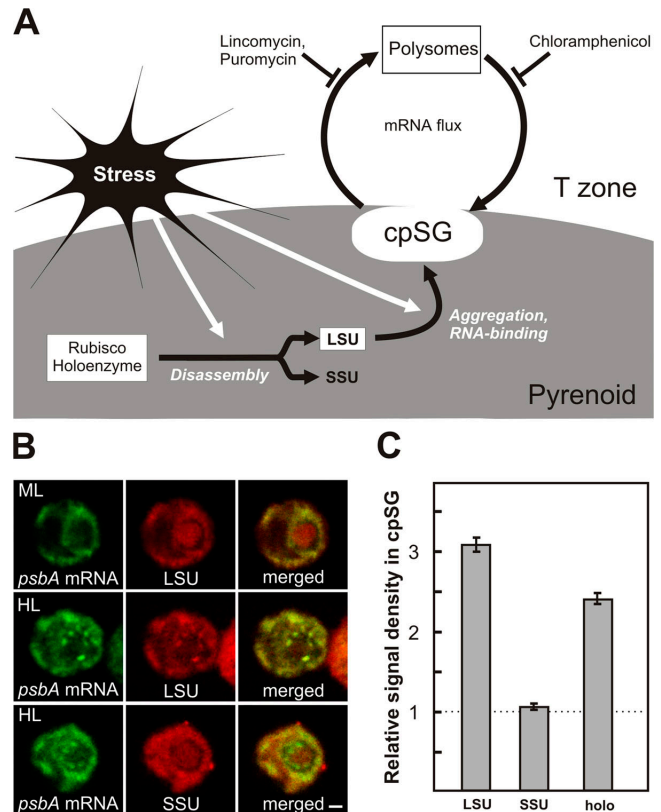 A
Lincomycin,
Puromycin
Polysomes
Chloramphenicol
mRNA flux
Stress
T zone
cpSG
Aggregation,
RNA-binding
Rubisco
Holoenzyme
LSU
Disassembly
SSU
Pyrenoid
B
ML
psbA mRNA
LSU
merged
HL
psbA mRNA
LSU
merged
HL
psbA mRNA
SSU
merged
C
Relative signal density in cpSG
3
2
1
LSU
SSU
holo